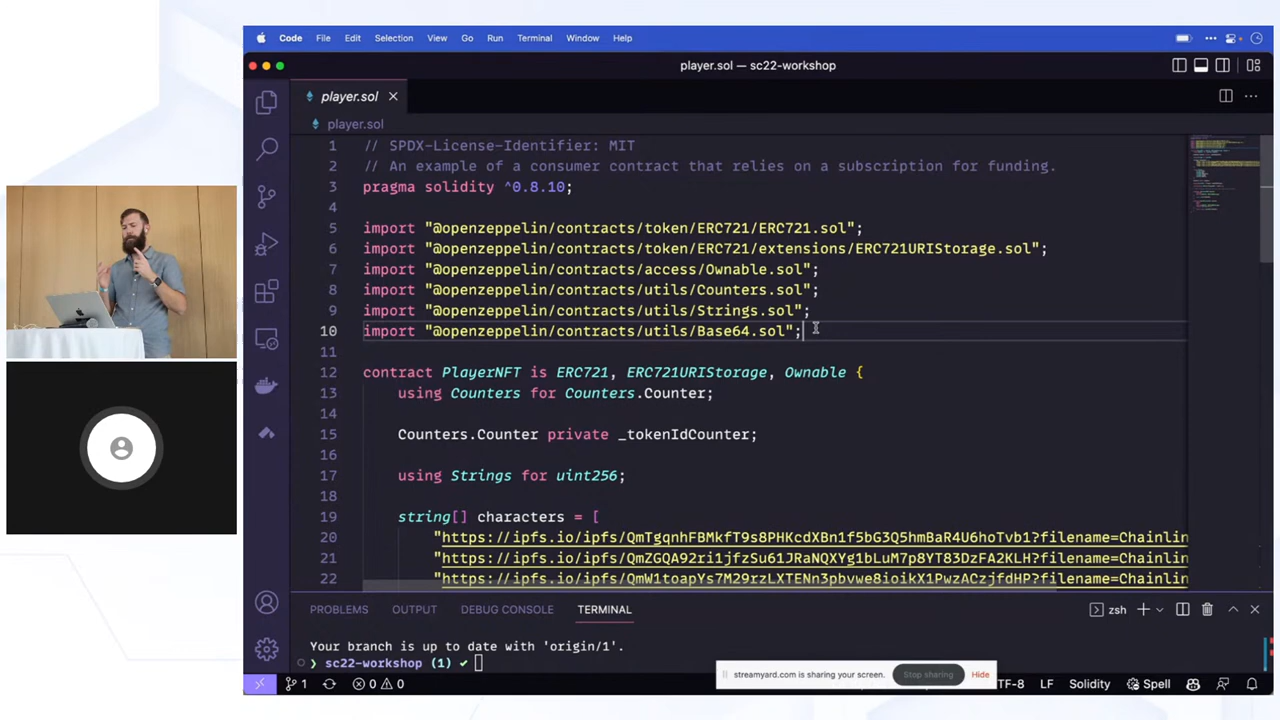 Code File Edit Selection View Go Run Terminal Window Help
player.sol — sc22-workshop
player.sol
player.sol
1 // SPDX-License-Identifier: MIT
2 // An example of a consumer contract that relies on a subscription for funding.
3 pragma solidity ^0.8.10;
4
5 import "@openzeppelin/contracts/token/ERC721/ERC721.sol";
6 import "@openzeppelin/contracts/token/ERC721/extensions/ERC721URIStorage.sol";
7 import "@openzeppelin/contracts/access/Ownable.sol";
8 import "@openzeppelin/contracts/utils/Counters.sol";
9 import "@openzeppelin/contracts/utils/Strings.sol";
10 import "@openzeppelin/contracts/utils/Base64.sol";
11
12 contract PlayerNFT is ERC721, ERC721URIStorage, Ownable {
13 using Counters for Counters.Counter;
14
15 Counters.Counter private _tokenIdCounter;
16
17 using Strings for uint256;
18
19 string[] characters = [
20 "https://ipfs.io/ipfs/QmTgqnhFBMkfT9s8PHKcdXBn1f5bG3Q5hmBaR4U6hoTvb1?filename=Chainlin
21 "https://ipfs.io/ipfs/QmZGQA92ri1jfzSu61JRaNQXYg1bLuM7p8YT83DzFA2KLH?filename=Chainlin
22 "https://ipfs.io/ipfs/QmW1toapYs7M29rzLXTENn3pbvwe8ioikX1PwzACzjfdHP?filename=Chainlin
PROBLEMS OUTPUT DEBUG CONSOLE TERMINAL zsh
Your branch is up to date with 'origin/1'.
❯ sc22-workshop (1) ✔
streamyard.com is sharing your screen. Stop sharing Hide
1 0 0 TF-8 LF Solidity Spell